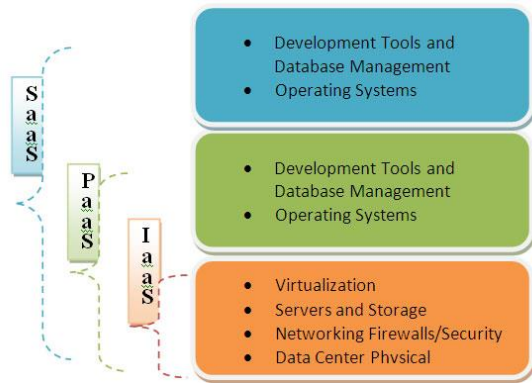 SaaS
PaaS
IaaS
• Development Tools and
Database Management
• Operating Systems
• Development Tools and
Database Management
• Operating Systems
• Virtualization
• Servers and Storage
• Networking Firewalls/Security
• Data Center Physical